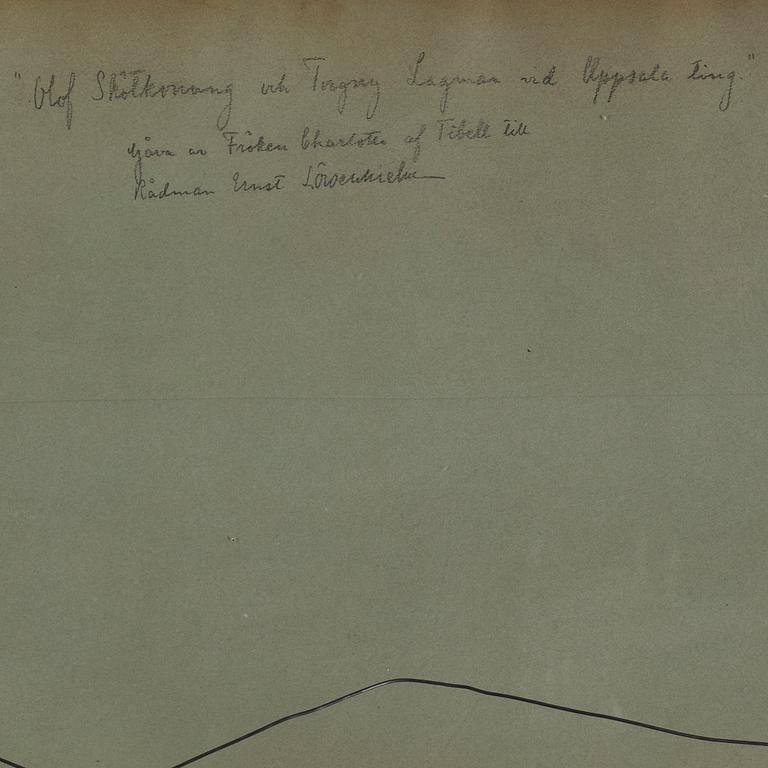 "Olof Skötkonung och Torgny Lagman vid Uppsala ting."
Gåva av Fröken Charlotte af Tibell till
Rådman Ernst Löwenhielm